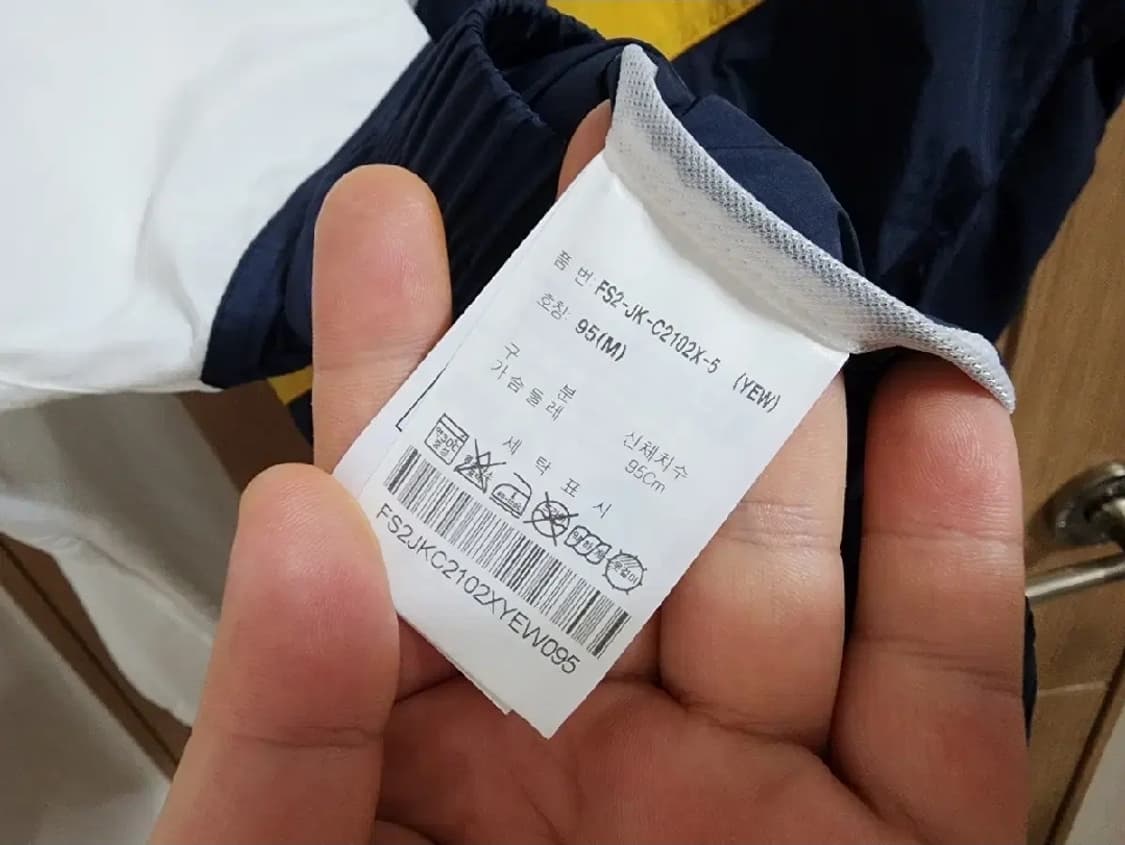 품 번: FS2-JK-C2102X-5 (YEW)
호칭: 95(M)
구 분 신체치수
가슴둘레 95Cm
세 탁 표 시
FS2JKC2102XYEW095